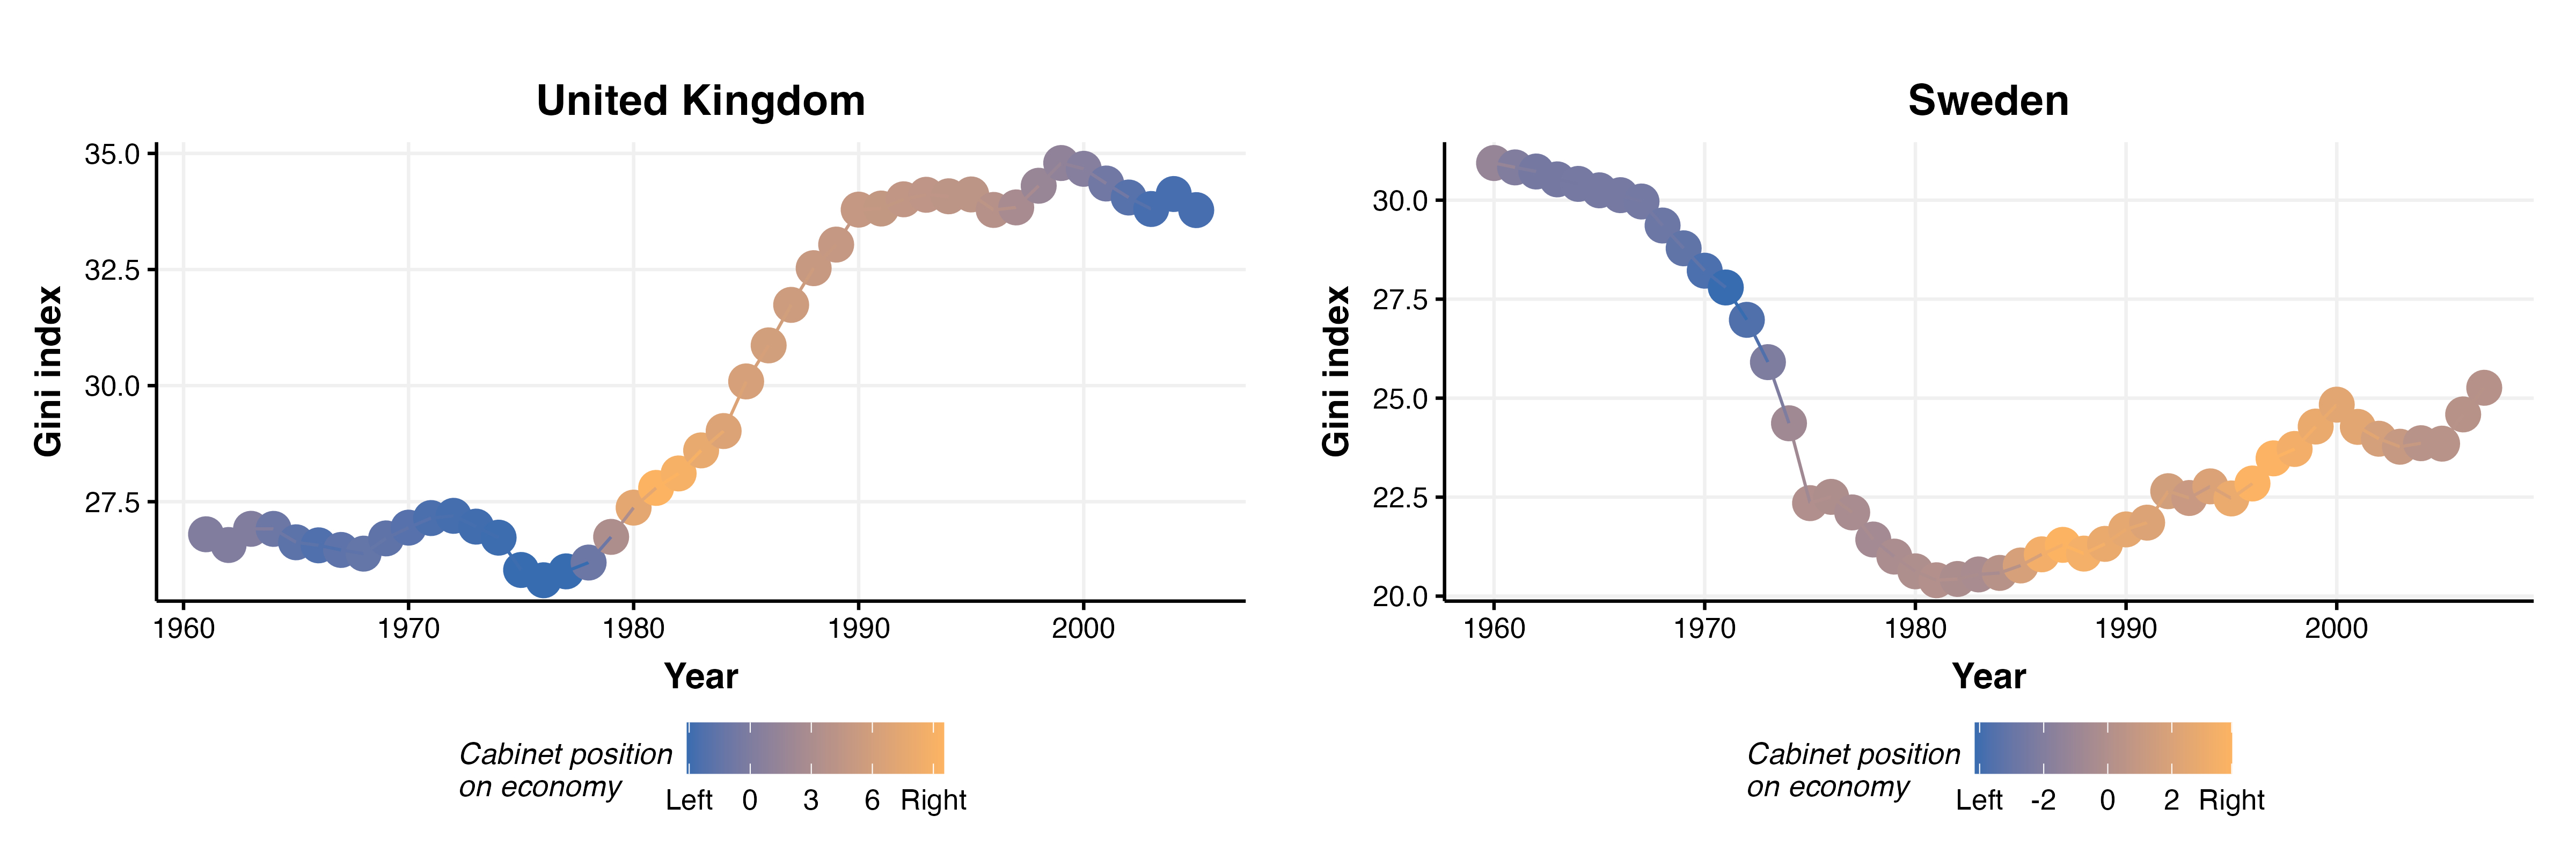 United Kingdom
35.0
32.5
30.0
27.5
Gini index
1960 1970 1980 1990 2000
Year
Cabinet position
on economy
Left 0 3 6 Right
Sweden
30.0
27.5
25.0
22.5
20.0
Gini index
1960 1970 1980 1990 2000
Year
Cabinet position
on economy
Left -2 0 2 Right